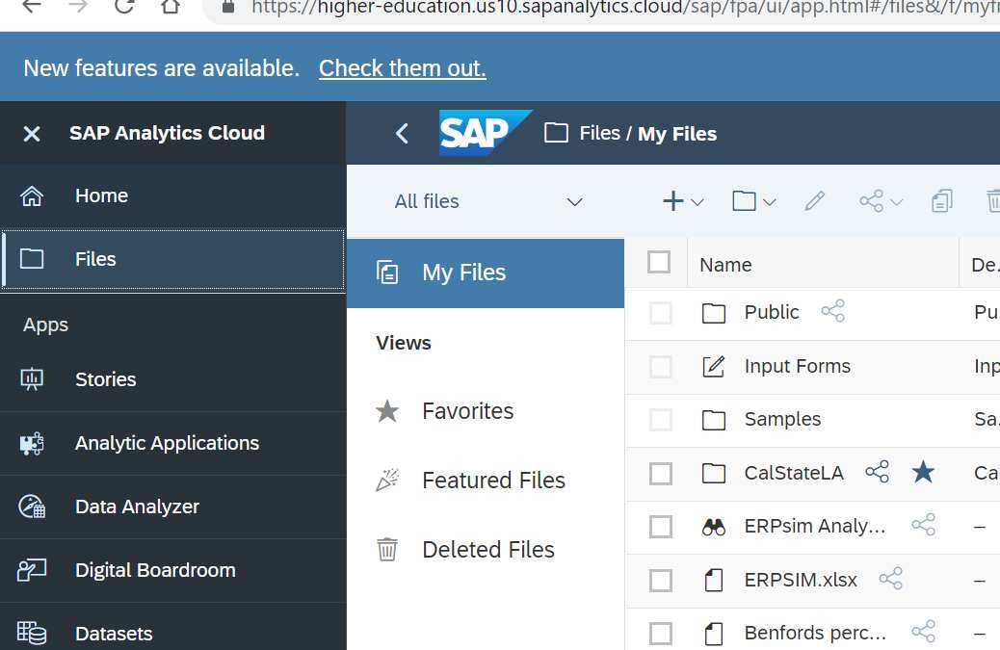 https://higher-education.us10.sapanalytics.cloud/sap/fpa/ui/app.html#/files&/f/myfi
New features are available. Check them out.
SAP Analytics Cloud
SAP Files / My Files
Home
All files
Files
My Files
Name De...
Apps
Views
Public Pu
Stories
Input Forms Inp
Favorites
Samples Sa.
Analytic Applications
Featured Files
CalStateLA Ca
Data Analyzer
ERPsim Analy... –
Deleted Files
Digital Boardroom
ERPSIM.xlsx –
Datasets
Benfords perc... –